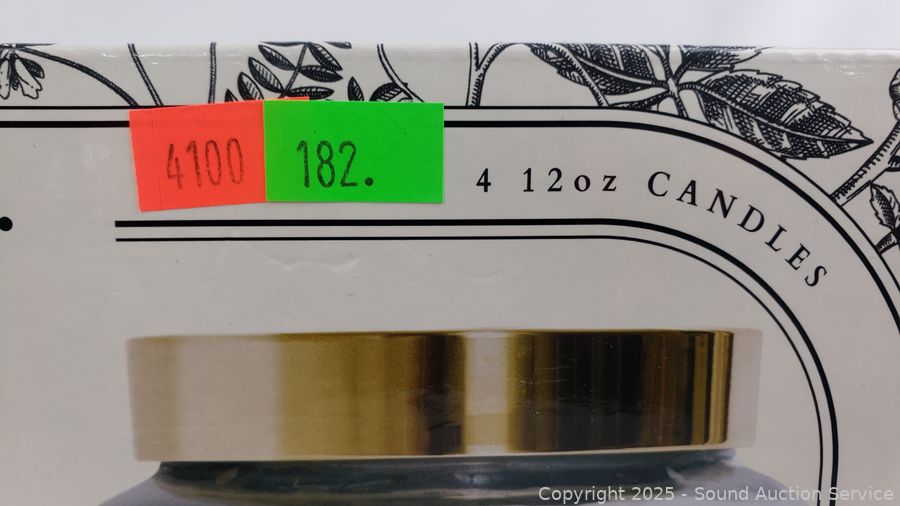 4100
182.
4 12oz CANDLES
Copyright 2025 - Sound Auction Service